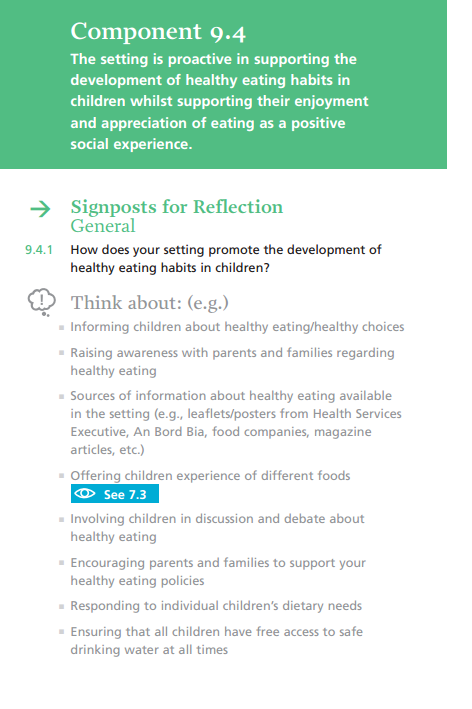 Component 9.4
The setting is proactive in supporting the
development of healthy eating habits in
children whilst supporting their enjoyment
and appreciation of eating as a positive
social experience.
Signposts for Reflection
General
9.4.1 How does your setting promote the development of
healthy eating habits in children?
Think about: (e.g.)
Informing children about healthy eating/healthy choices
Raising awareness with parents and families regarding
healthy eating
Sources of information about healthy eating available
in the setting (e.g., leaflets/posters from Health Services
Executive, An Bord Bia, food companies, magazine
articles, etc.)
Offering children experience of different foods
See 7.3
Involving children in discussion and debate about
healthy eating
Encouraging parents and families to support your
healthy eating policies
Responding to individual children's dietary needs
Ensuring that all children have free access to safe
drinking water at all times